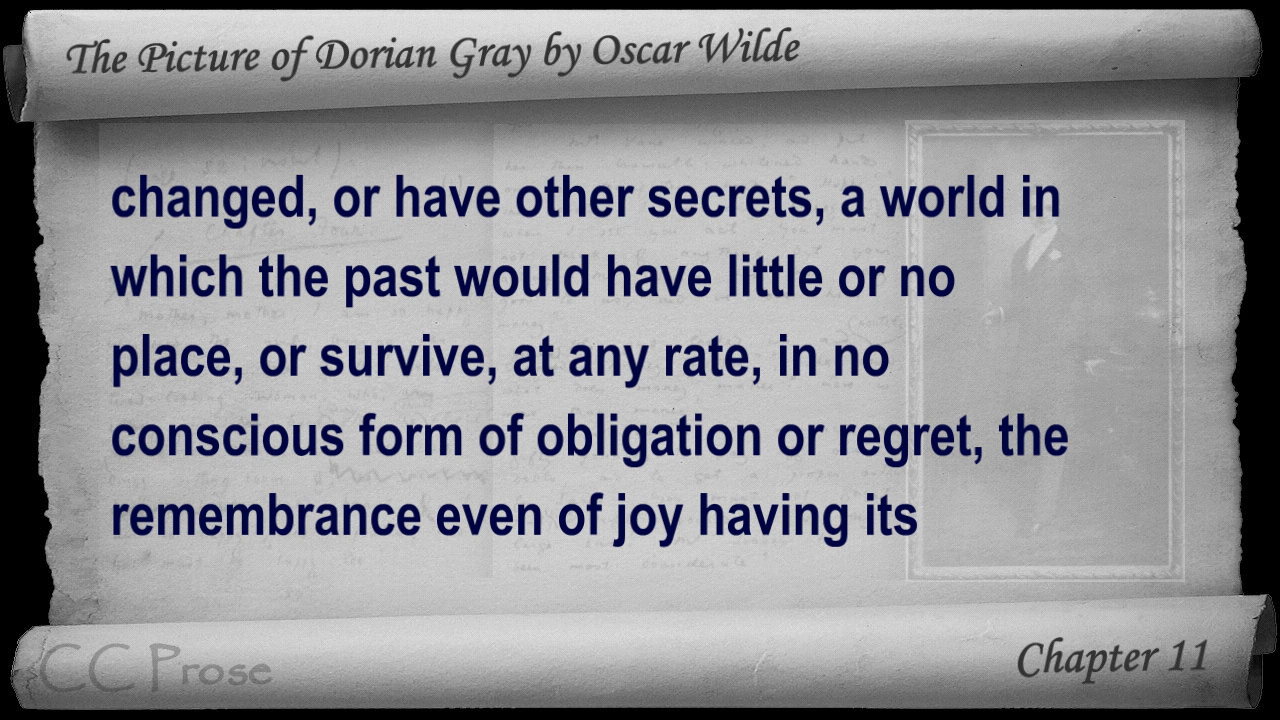 The Picture of Dorian Gray by Oscar Wilde
changed, or have other secrets, a world in
which the past would have little or no
place, or survive, at any rate, in no
conscious form of obligation or regret, the
remembrance even of joy having its
CC Prose
Chapter 11